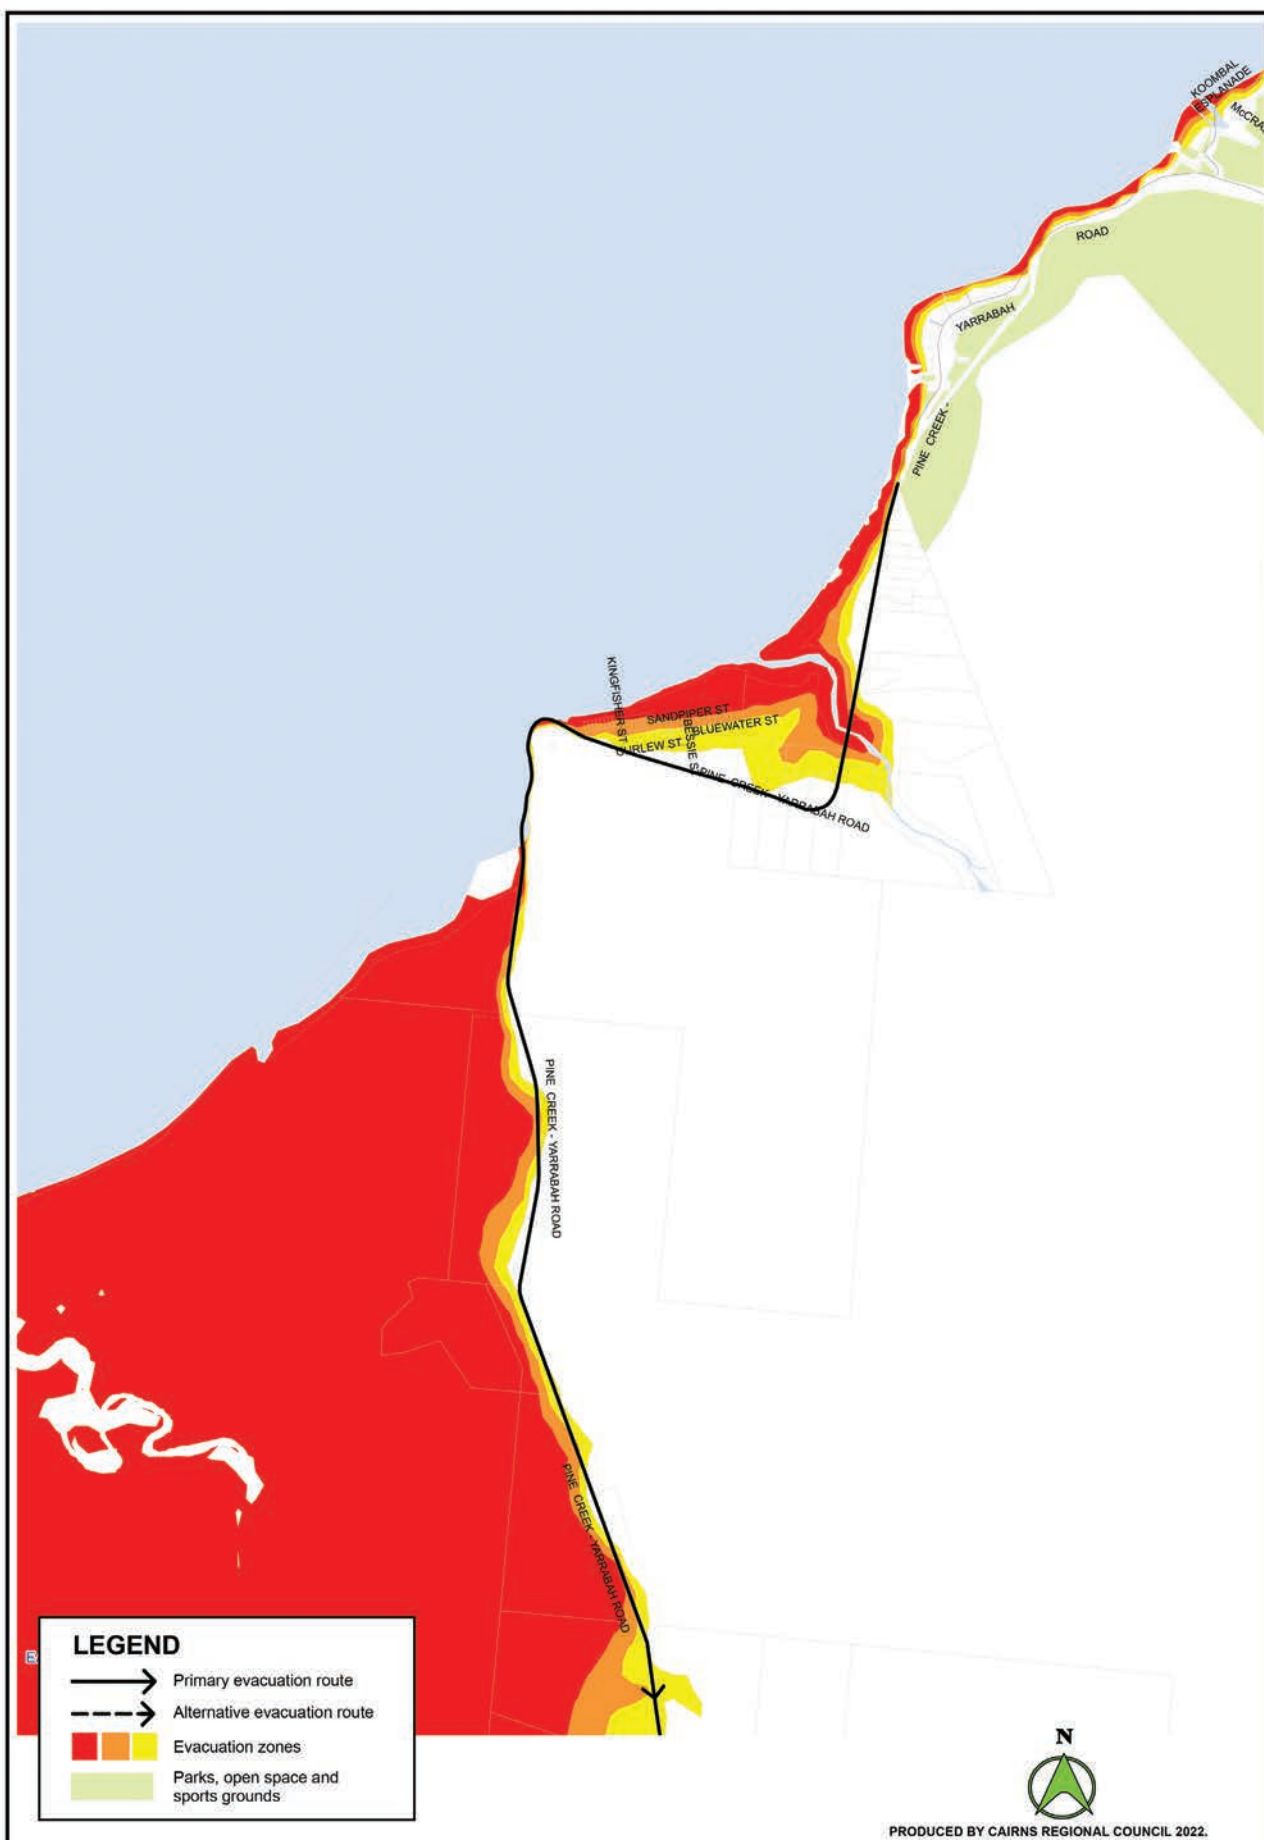 KOOMBAL
ESPLANADE
ROAD
YARRABAH
PINE CREEK -
KINGFISHER ST
SANDPIPER ST
BLUEWATER ST
BESSIE
CURLEW ST
PINE CREEK - YARRABAH ROAD
PINE CREEK - YARRABAH ROAD
PINE CREEK - YARRABAH ROAD
LEGEND
Primary evacuation route
Alternative evacuation route
Evacuation zones
Parks, open space and
sports grounds
N
PRODUCED BY CAIRNS REGIONAL COUNCIL 2022.